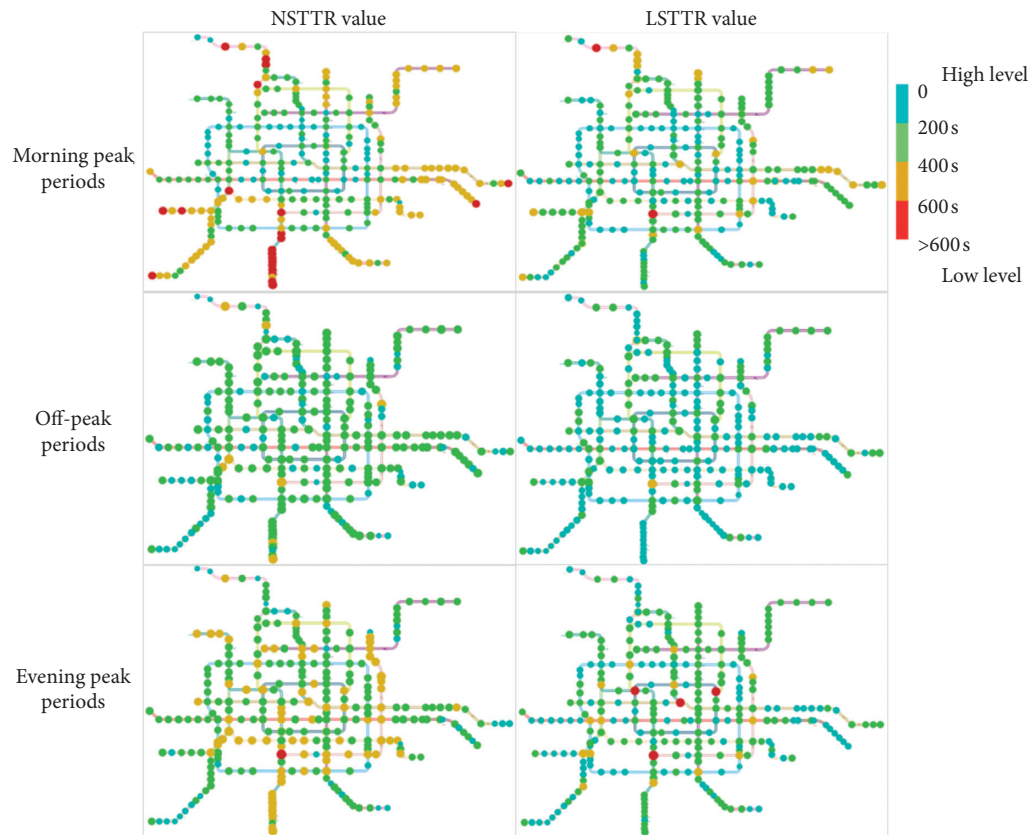 NSTTR value
LSTTR value
Morning peak
periods
High level
0
200 s
400 s
600 s
>600 s
Low level
Off-peak
periods
Evening peak
periods